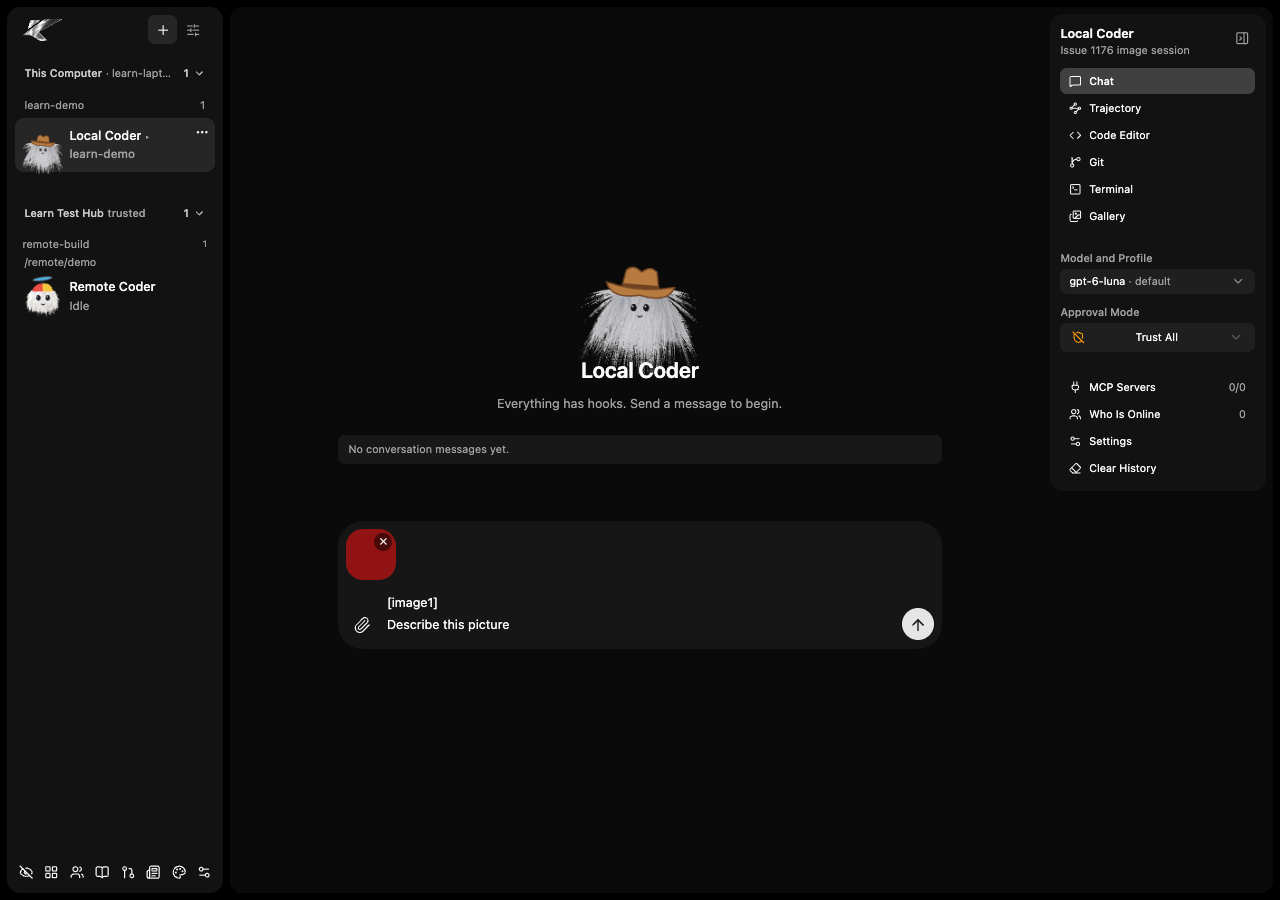 This Computer · learn-lapt... 1
learn-demo 1
Local Coder
learn-demo
Learn Test Hub trusted 1
remote-build 1
/remote/demo
Remote Coder
Idle
Local Coder
Everything has hooks. Send a message to begin.
No conversation messages yet.
[image1]
Describe this picture
Local Coder
Issue 1176 image session
Chat
Trajectory
Code Editor
Git
Terminal
Gallery
Model and Profile
gpt-6-luna · default
Approval Mode
Trust All
MCP Servers 0/0
Who Is Online 0
Settings
Clear History